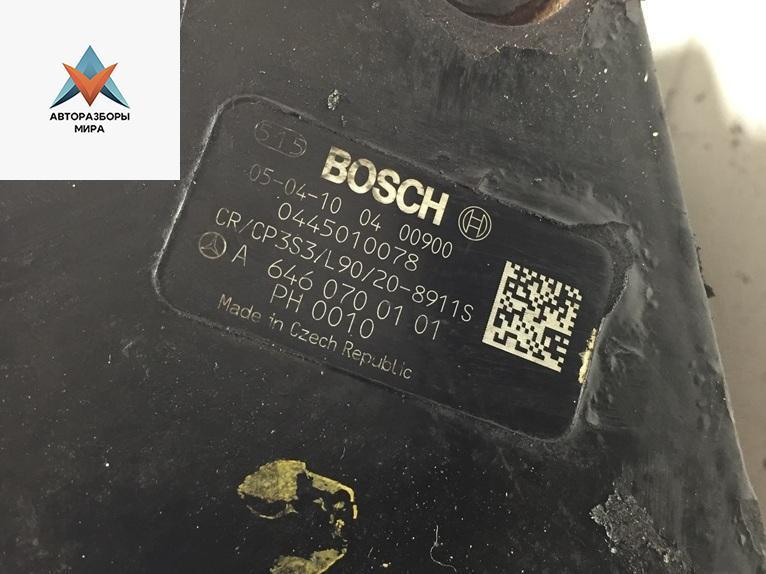 АВТОРАЗБОРЫ
МИРА
515
BOSCH
05-04-10 04 00900
0445010078
CR/CP3S3/L90/20-8911S
A 646 070 01 01
PH 0010
Made in Czech Republic